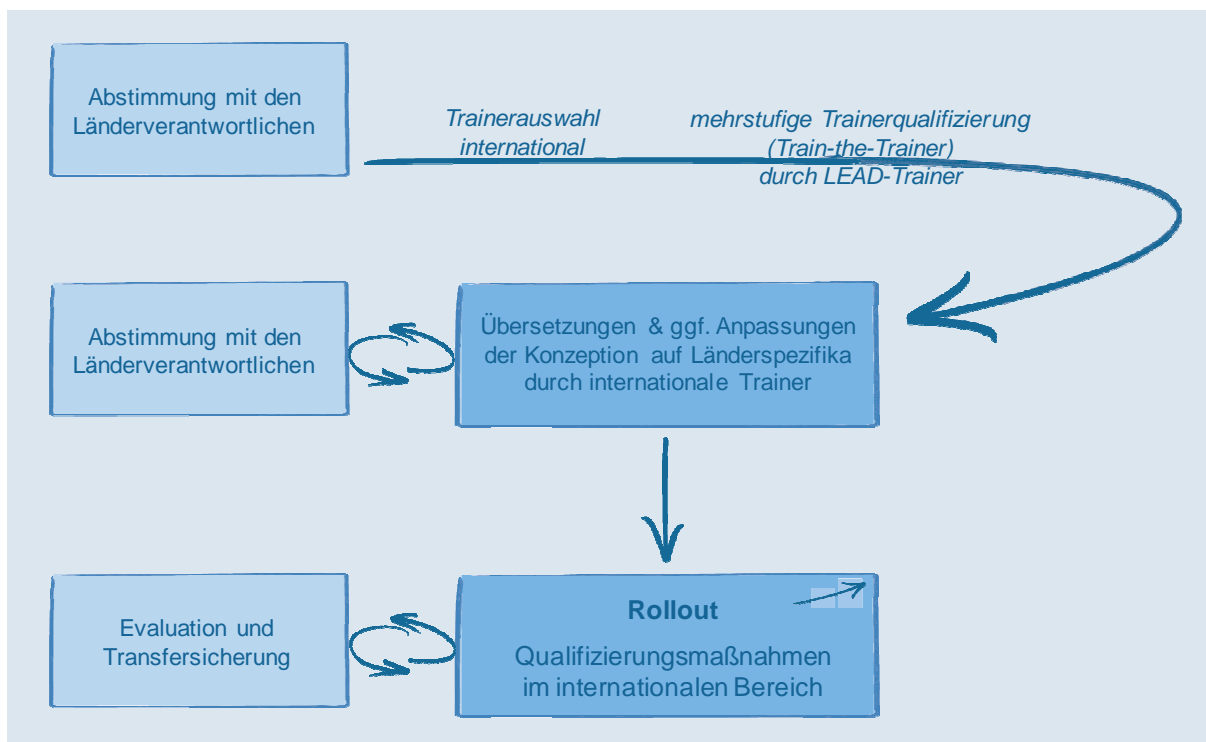 Abstimmung mit den
Länderverantwortlichen
Trainerauswahl
international
mehrstufige Trainerqualifizierung
(Train-the-Trainer)
durch LEAD-Trainer
Abstimmung mit den
Länderverantwortlichen
Übersetzungen & ggf. Anpassungen
der Konzeption auf Länderspezifika
durch internationale Trainer
Evaluation und
Transfersicherung
Rollout
Qualifizierungsmaßnahmen
im internationalen Bereich